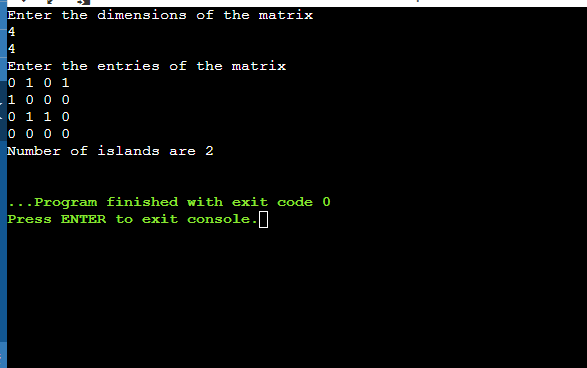 Enter the dimensions of the matrix
4
4
Enter the entries of the matrix
0 1 0 1
1 0 0 0
0 1 1 0
0 0 0 0
Number of islands are 2
...Program finished with exit code 0
Press ENTER to exit console.